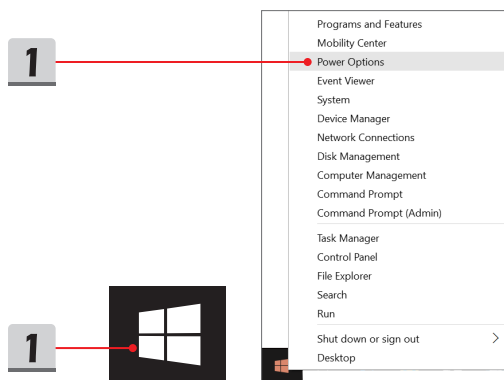 1
Programs and Features
Mobility Center
Power Options
Event Viewer
System
Device Manager
Network Connections
Disk Management
Computer Management
Command Prompt
Command Prompt (Admin)
Task Manager
Control Panel
File Explorer
Search
Run
Shut down or sign out
Desktop
1